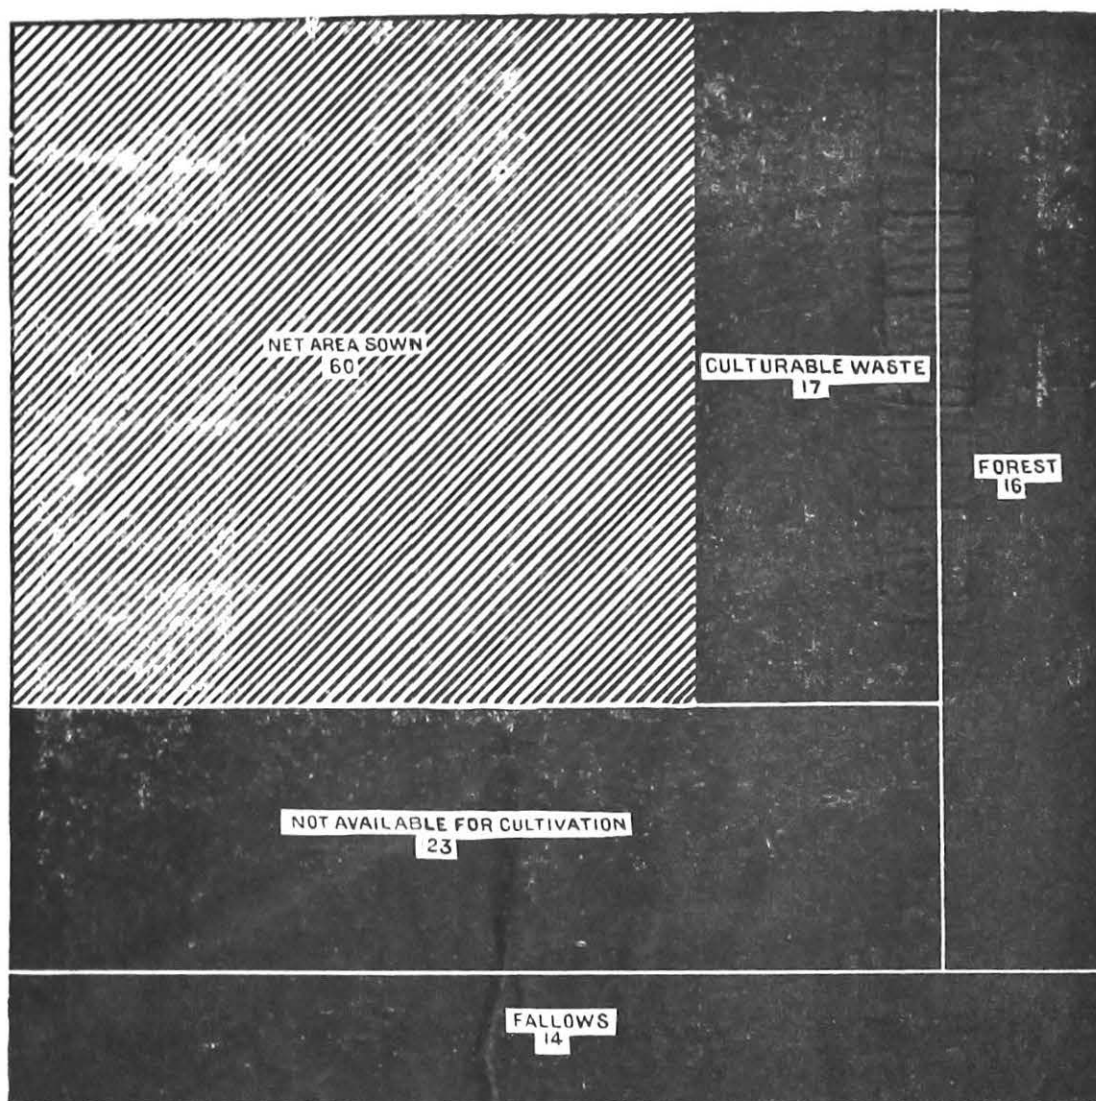 NET AREA SOWN
60
CULTURABLE WASTE
17
FOREST
16
NOT AVAILABLE FOR CULTIVATION
23
FALLOWS
14